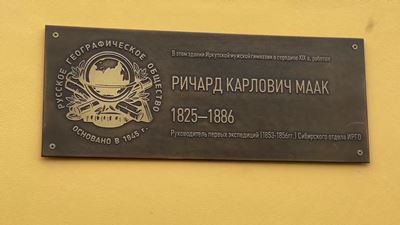 РУССКОЕ ГЕОГРАФИЧЕСКОЕ ОБЩЕСТВО
ОСНОВАНО В 1845 г.
В этом здании Иркутской мужской гимназии в середине XIX в. работал
РИЧАРД КАРЛОВИЧ МААК
1825—1886
Руководитель первых экспедиций (1853-1856гг.) Сибирского отдела ИРГО